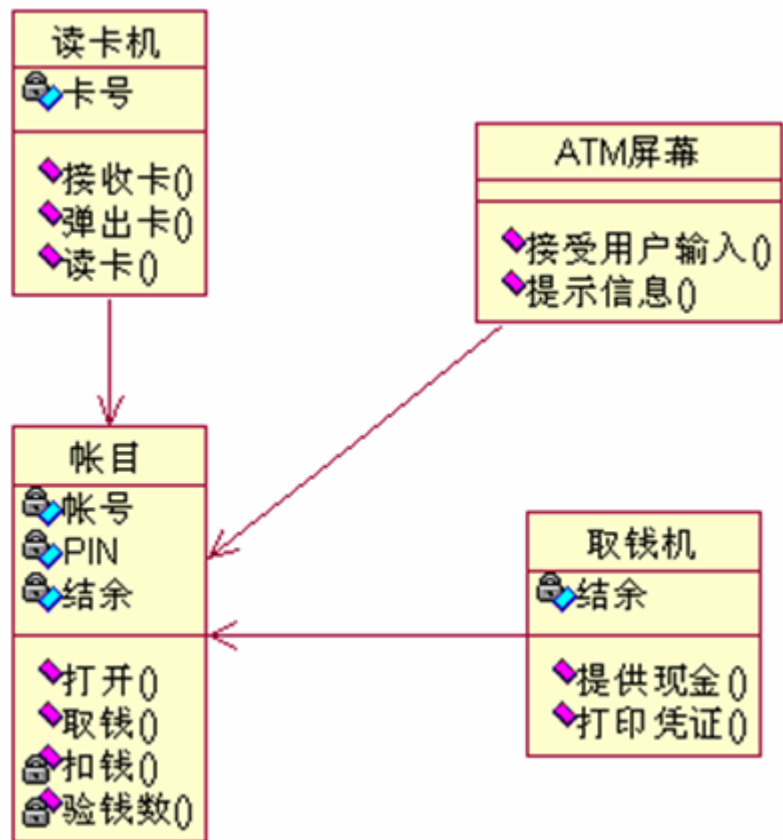 读卡机
卡号
接收卡()
弹出卡()
读卡()
ATM屏幕
接受用户输入()
提示信息()
帐目
帐号
PIN
结余
打开()
取钱()
扣钱()
验钱数()
取钱机
结余
提供现金()
打印凭证()